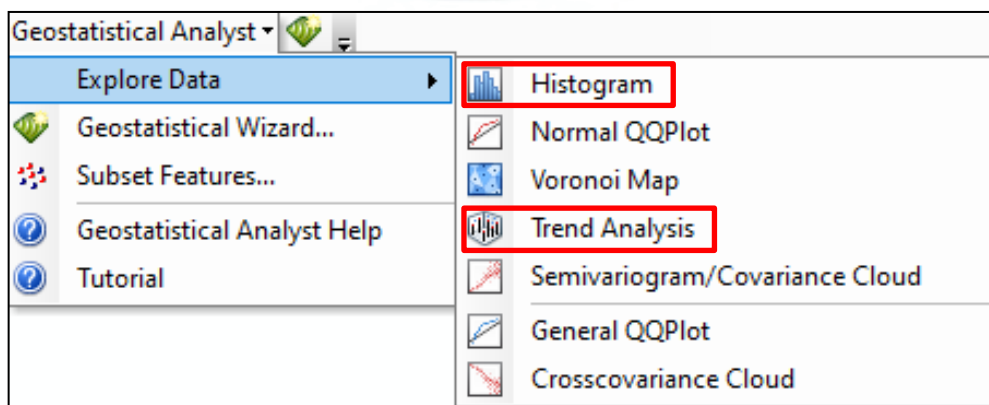 Geostatistical Analyst
Explore Data
Geostatistical Wizard...
Subset Features...
Geostatistical Analyst Help
Tutorial
Histogram
Normal QQPlot
Voronoi Map
Trend Analysis
Semivariogram/Covariance Cloud
General QQPlot
Crosscovariance Cloud